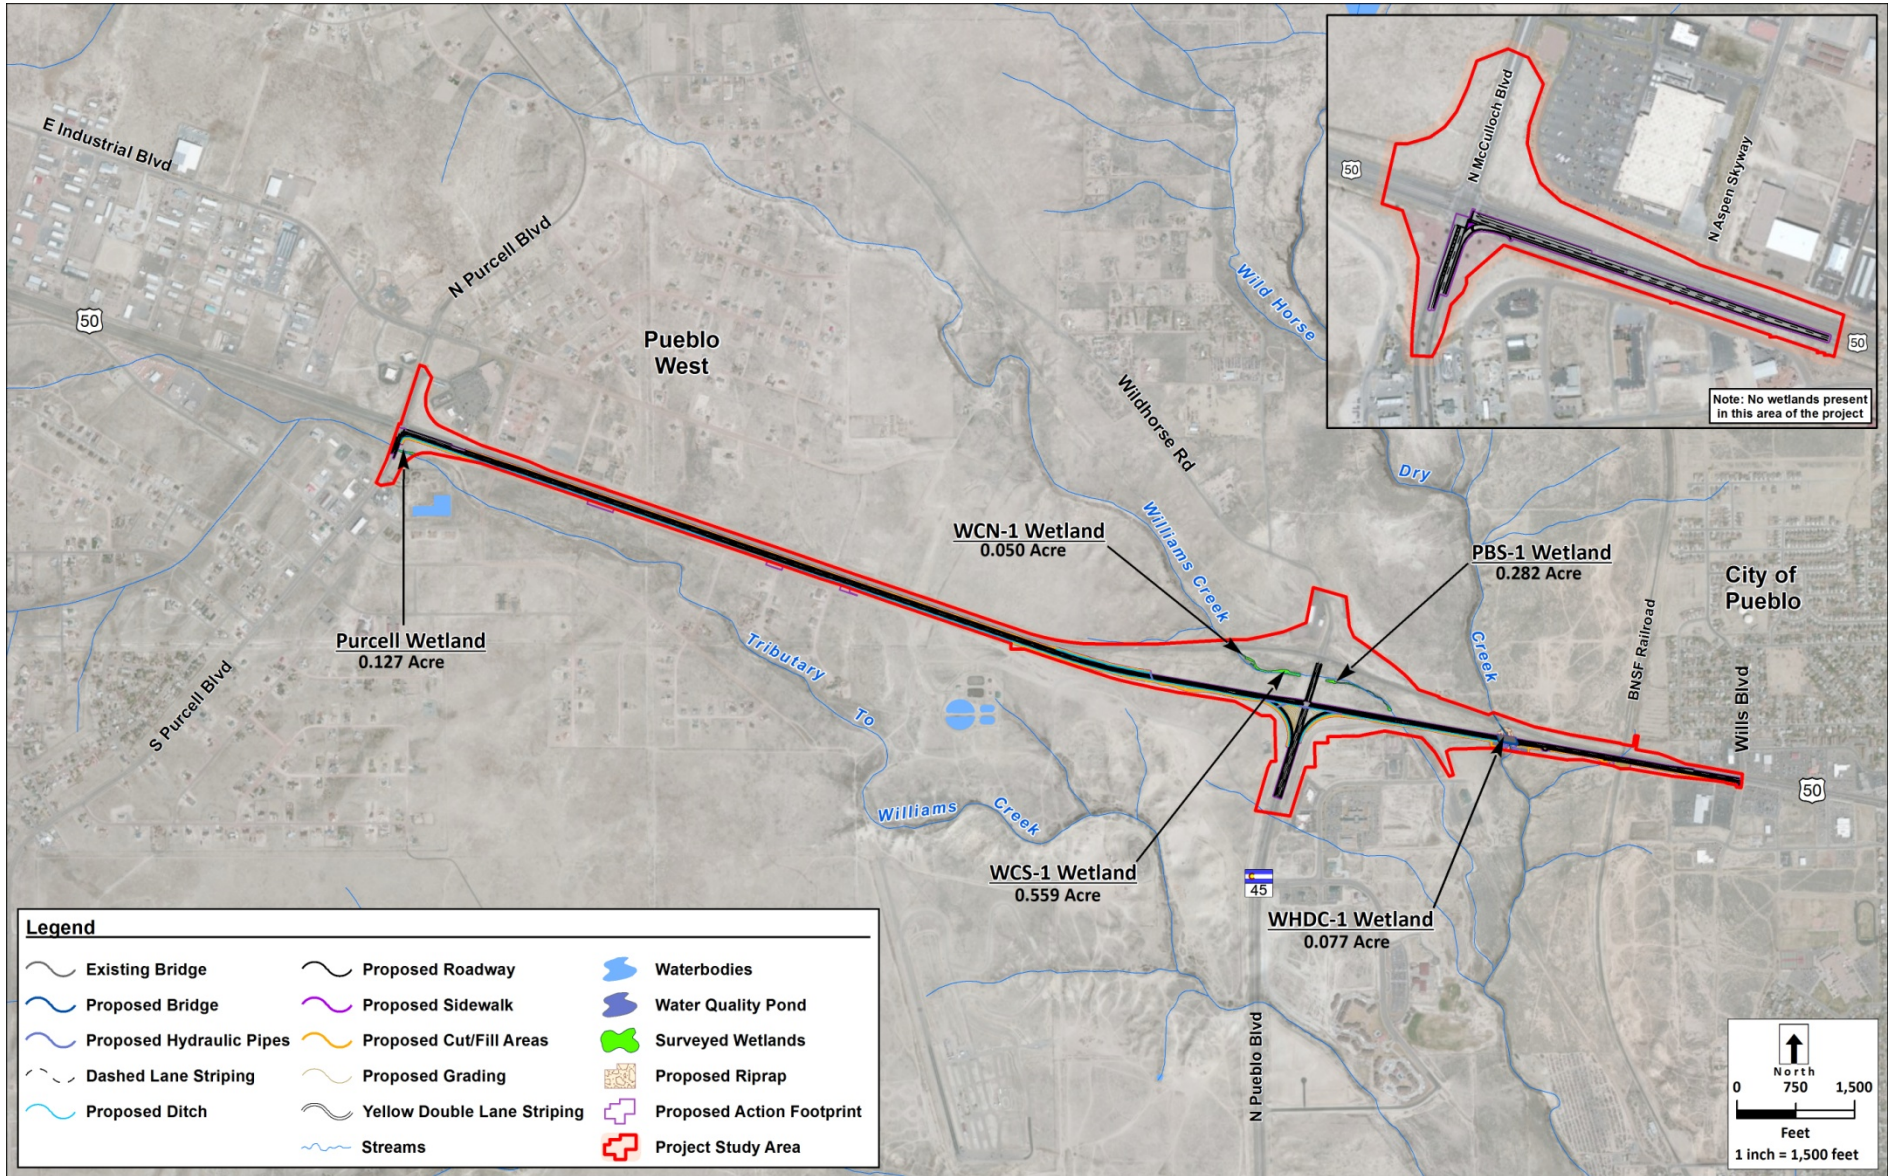 E Industrial Blvd
N Purcell Blvd
50
Pueblo
West
Wild Horse
Wildhorse Rd
Dry
Creek
Williams Creek
WCN-1 Wetland
0.050 Acre
PBS-1 Wetland
0.282 Acre
City of
Pueblo
BNSF Railroad
Wills Blvd
50
Purcell Wetland
0.127 Acre
S Purcell Blvd
Tributary
To
Williams
Creek
WCS-1 Wetland
0.559 Acre
45
WHDC-1 Wetland
0.077 Acre
N Pueblo Blvd
50
N McCulloch Blvd
N Aspen Skyway
50
Note: No wetlands present
in this area of the project
Legend
Existing Bridge
Proposed Bridge
Proposed Hydraulic Pipes
Dashed Lane Striping
Proposed Ditch
Proposed Roadway
Proposed Sidewalk
Proposed Cut/Fill Areas
Proposed Grading
Yellow Double Lane Striping
Streams
Waterbodies
Water Quality Pond
Surveyed Wetlands
Proposed Riprap
Proposed Action Footprint
Project Study Area
North
0 750 1,500
Feet
1 inch = 1,500 feet